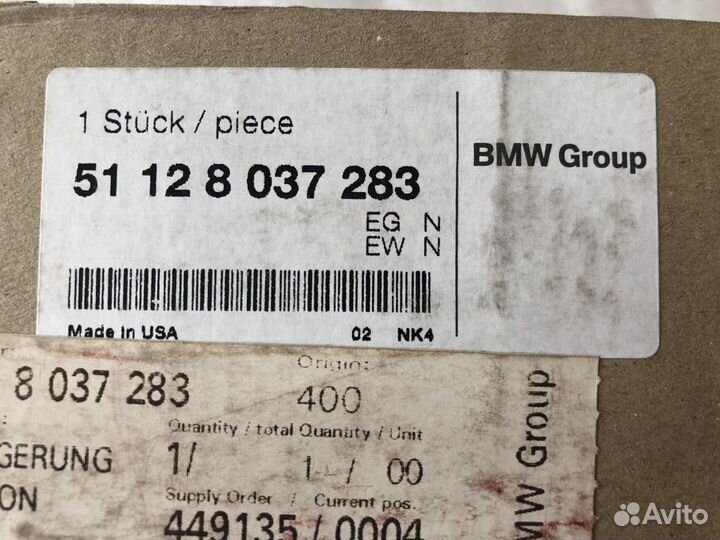 1 Stück / piece
51 12 8 037 283
BMW Group
EG N
EW N
Made in USA 02 NK4
Origin:
8 037 283 400
Quantity / total Quantity / Unit
GERUNG 1/ 1 / 00
ON
Supply Order / Current pos.
449135 / 0004
MW Group
Avito